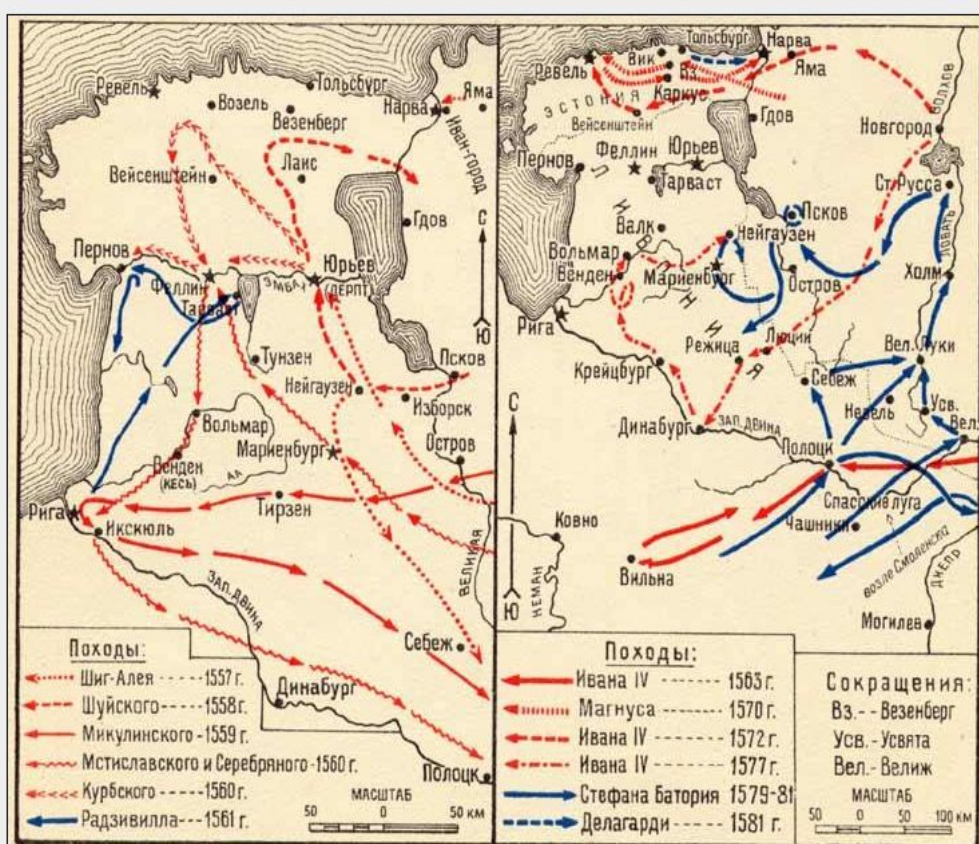 Ревель
Тольсбург
Возель
Везенберг
Нарва
Яма
Иван-город
Вейсенштейн
Лаис
Гдов
С
Ю
Пернов
Феллин
Тарваст
ЭМБАХ
Юрьев
(ДЕРПТ)
Тунзен
Нейгаузен
Псков
Изборск
Остров
Вольмар
Мариенбург
Венден
(КЕСЬ)
АА
Рига
Икскюль
Тирзен
ВЕЛИКАЯ
ЗАП. ДВИНА
Себеж
Динабург
Полоцк
Походы:
Шиг-Алея 1557 г.
Шуйского ---- 1558 г.
Микулинского - 1559 г.
Мстиславского и Серебряного - 1560 г.
Курбского ---- 1560 г.
Радзивилла --- 1561 г.
МАСШТАБ
50 0 50 км
Тольсбург
Нарва
Ревель
Вик
Вз.
Яма
Каркус
ЭСТОНИЯ
Вейсенштейн
Гдов
ВОЛХОВ
Новгород
Пернов
Феллин
Юрьев
Тарваст
Ст. Русса
Псков
Валк
Нейгаузен
ЛОВАТЬ
Вольмар
Венден
Мариенбург
Остров
Холм
Рига
Режица
Люцин
Вел. Луки
Крейцбург
Себеж
Невель
Усв.
Вел.
Динабург
ЗАП. ДВИНА
Полоцк
Спасские луга
Чашники
возле Смоленска
С
Ю
Ковно
Вильна
НЕМАН
ДНЕПР
Могилев
Походы:
Ивана IV ------ 1563 г.
Магнуса ------ 1570 г.
Ивана IV ------ 1572 г.
Ивана IV ------ 1577 г.
Стефана Батория 1579-81
Делагарди ---- 1581 г.
Сокращения:
Вз. -- Везенберг
Усв. - Усвята
Вел. - Велиж
МАСШТАБ
50 0 50 100 км